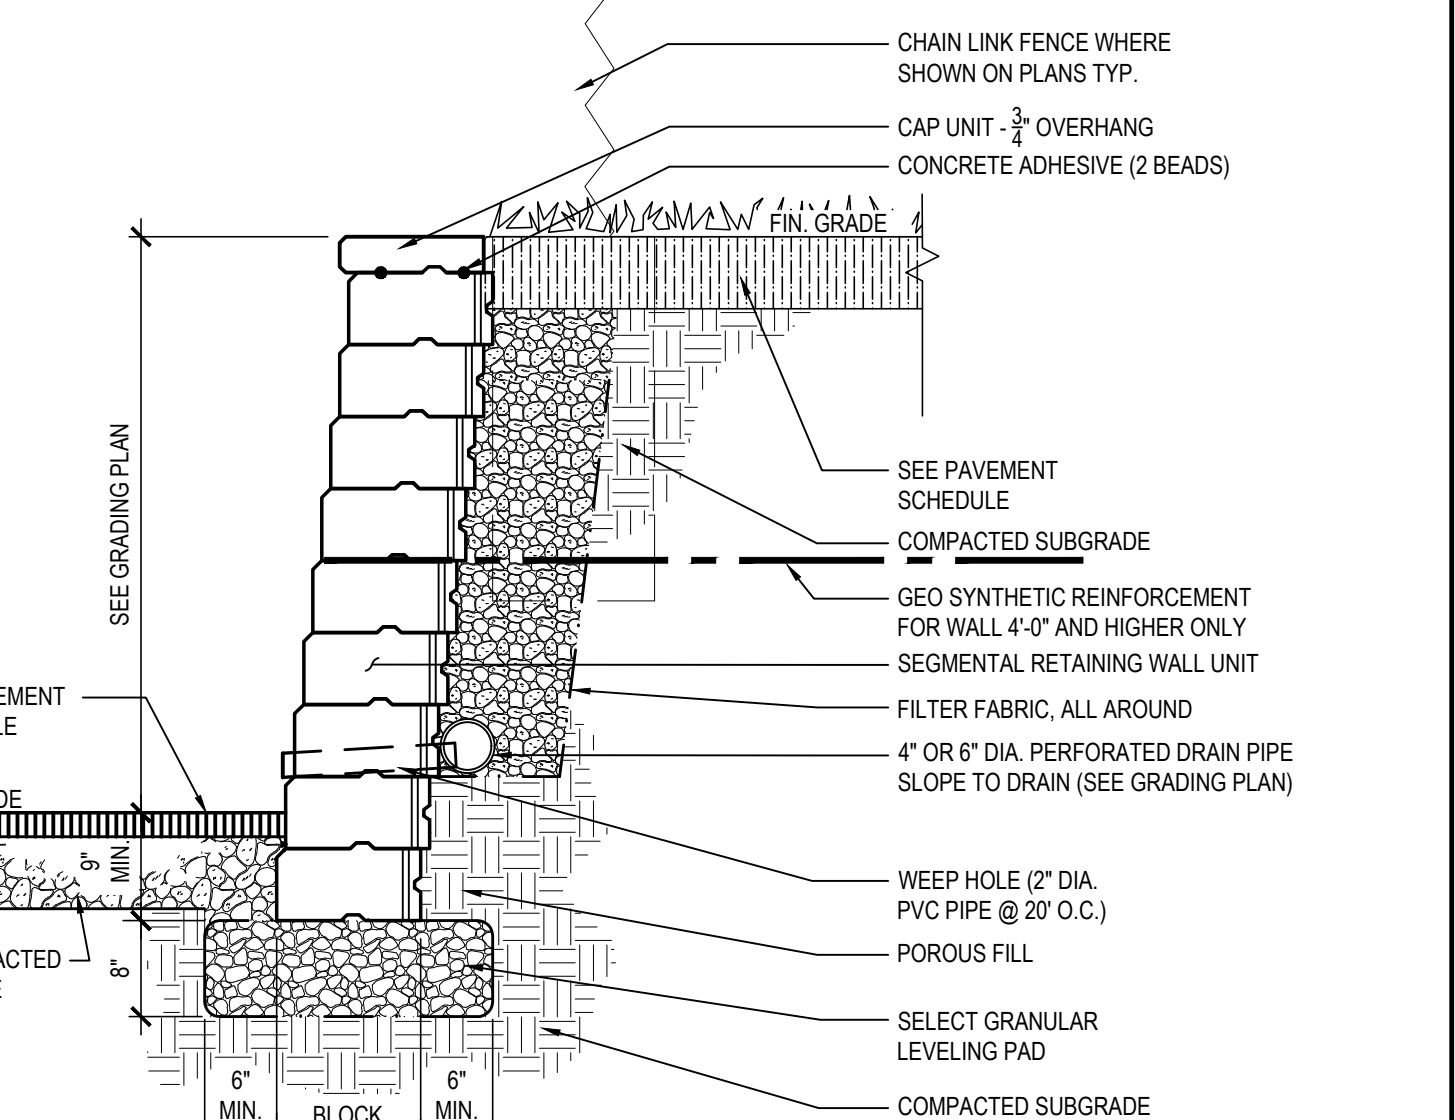 CHAIN LINK FENCE WHERE
SHOWN ON PLANS TYP.
CAP UNIT - 3/4" OVERHANG
CONCRETE ADHESIVE (2 BEADS)
FIN. GRADE
SEE GRADING PLAN
SEE PAVEMENT
SCHEDULE
COMPACTED SUBGRADE
GEO SYNTHETIC REINFORCEMENT
FOR WALL 4'-0" AND HIGHER ONLY
SEGMENTAL RETAINING WALL UNIT
EMENT
LE
FILTER FABRIC, ALL AROUND
4" OR 6" DIA. PERFORATED DRAIN PIPE
SLOPE TO DRAIN (SEE GRADING PLAN)
DE
9"
MIN.
WEEP HOLE (2" DIA.
PVC PIPE @ 20' O.C.)
POROUS FILL
ACTED
E
8"
SELECT GRANULAR
LEVELING PAD
6"
MIN.
BLOCK
6"
MIN.
COMPACTED SUBGRADE